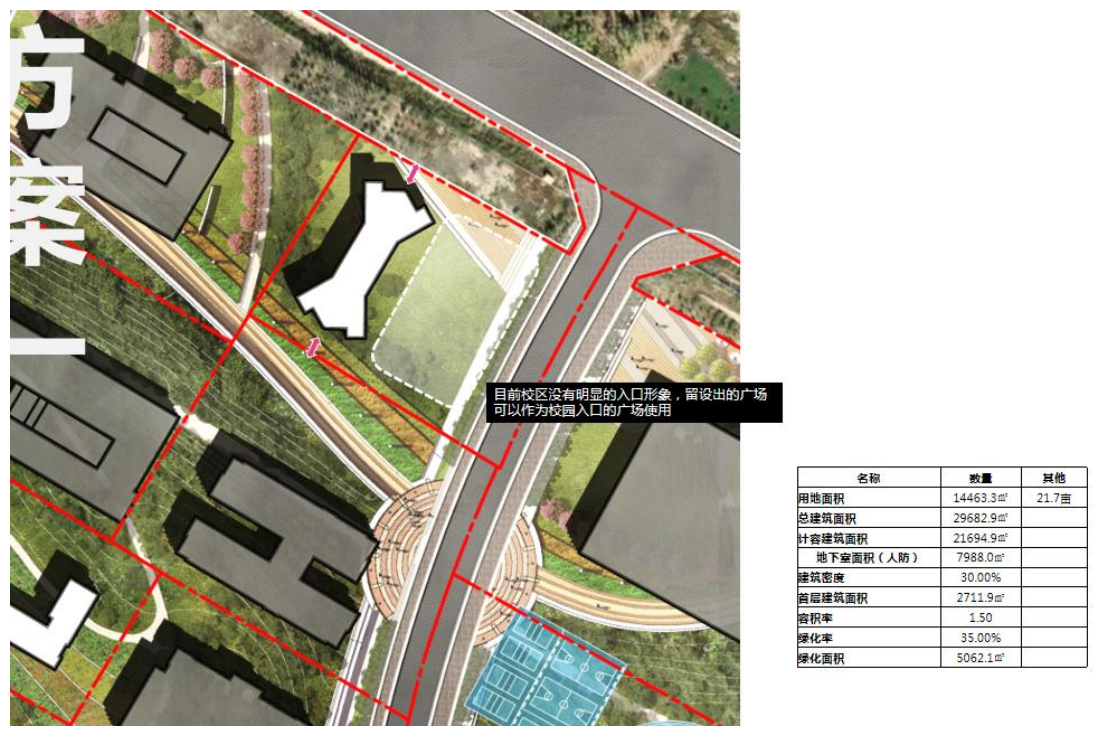 方
案
一
目前校区没有明显的入口形象，留设出的广场
可以作为校园入口的广场使用
名称 数量 其他
用地面积 14463.3㎡ 21.7亩
总建筑面积 29682.9㎡
计容建筑面积 21694.9㎡
地下室面积（人防） 7988.0㎡
建筑密度 30.00%
首层建筑面积 2711.9㎡
容积率 1.50
绿化率 35.00%
绿化面积 5062.1㎡